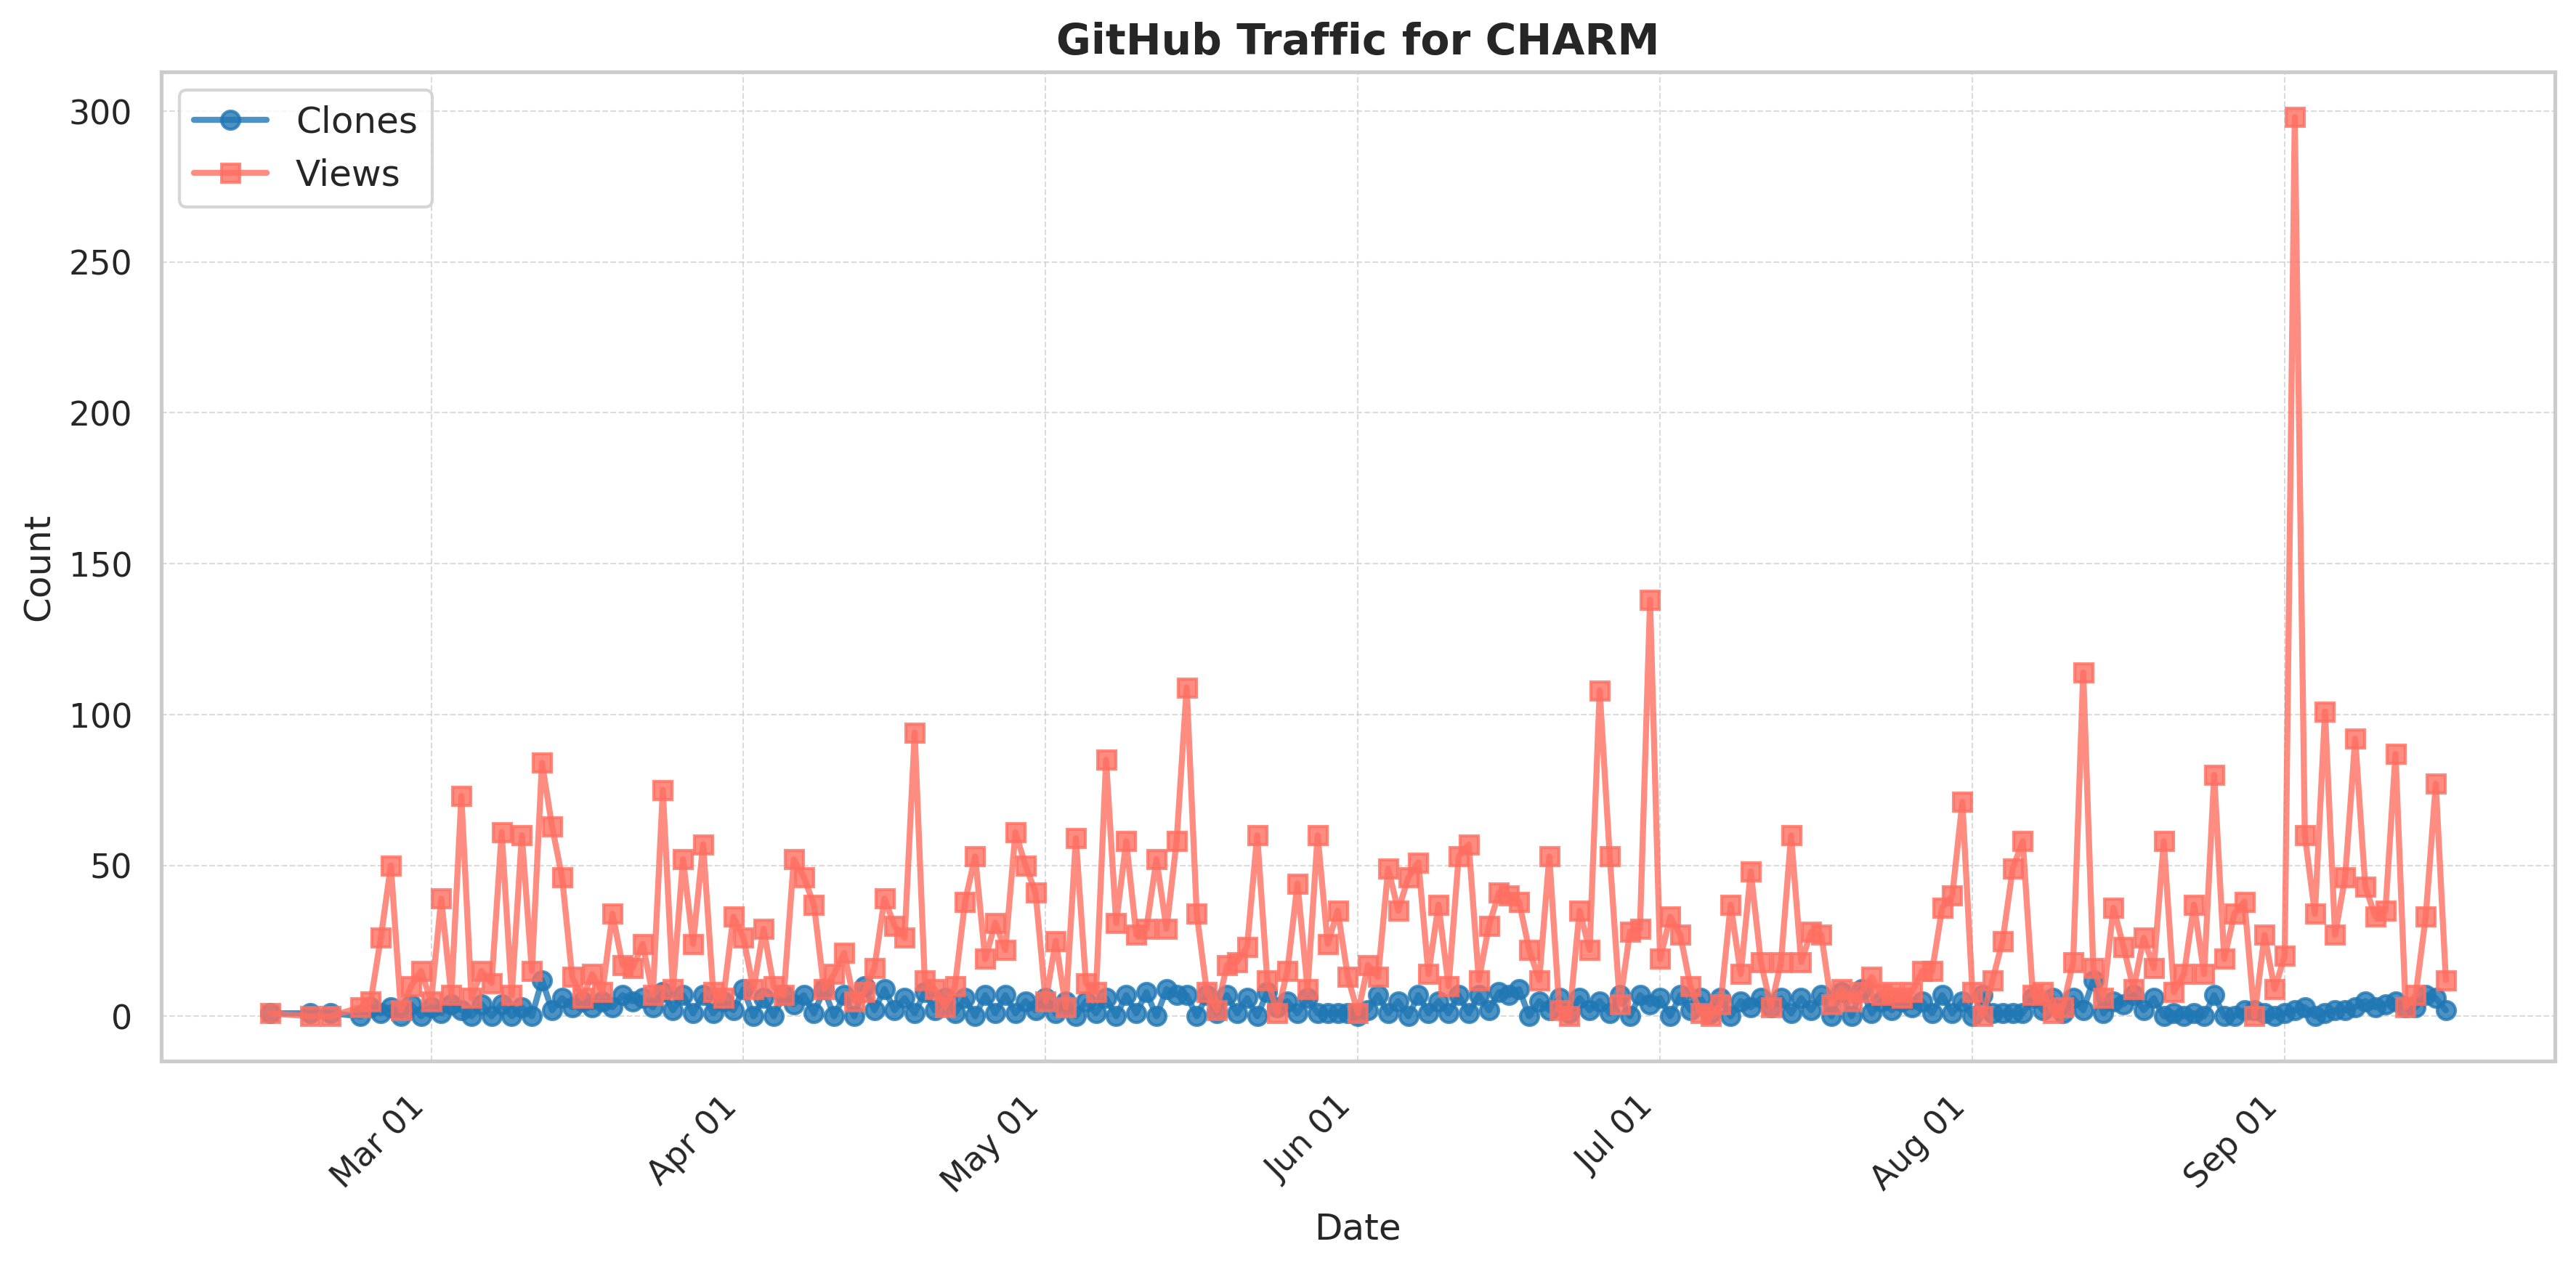 GitHub Traffic for CHARM
Clones
Views
300
250
200
150
100
50
0
Count
Mar 01
Apr 01
May 01
Jun 01
Jul 01
Aug 01
Sep 01
Date